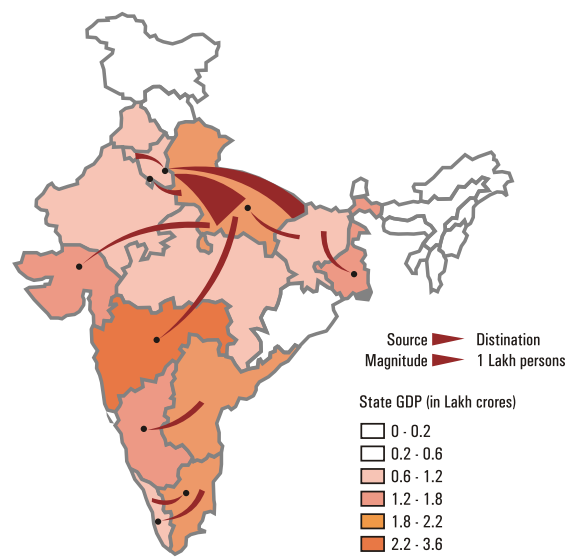 Source Distination
Magnitude 1 Lakh persons
State GDP (in Lakh crores)
0 - 0.2
0.2 - 0.6
0.6 - 1.2
1.2 - 1.8
1.8 - 2.2
2.2 - 3.6